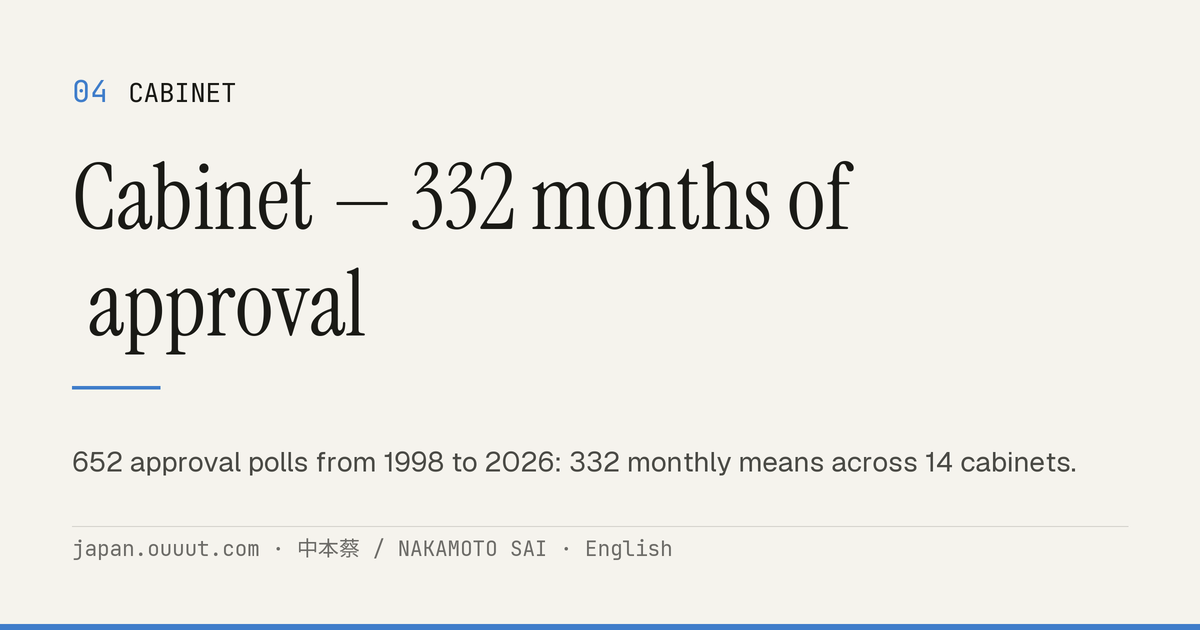 04 CABINET
Cabinet — 332 months of
approval
652 approval polls from 1998 to 2026: 332 monthly means across 14 cabinets.
japan.ouuut.com · 中本蔡 / NAKAMOTO SAI · English